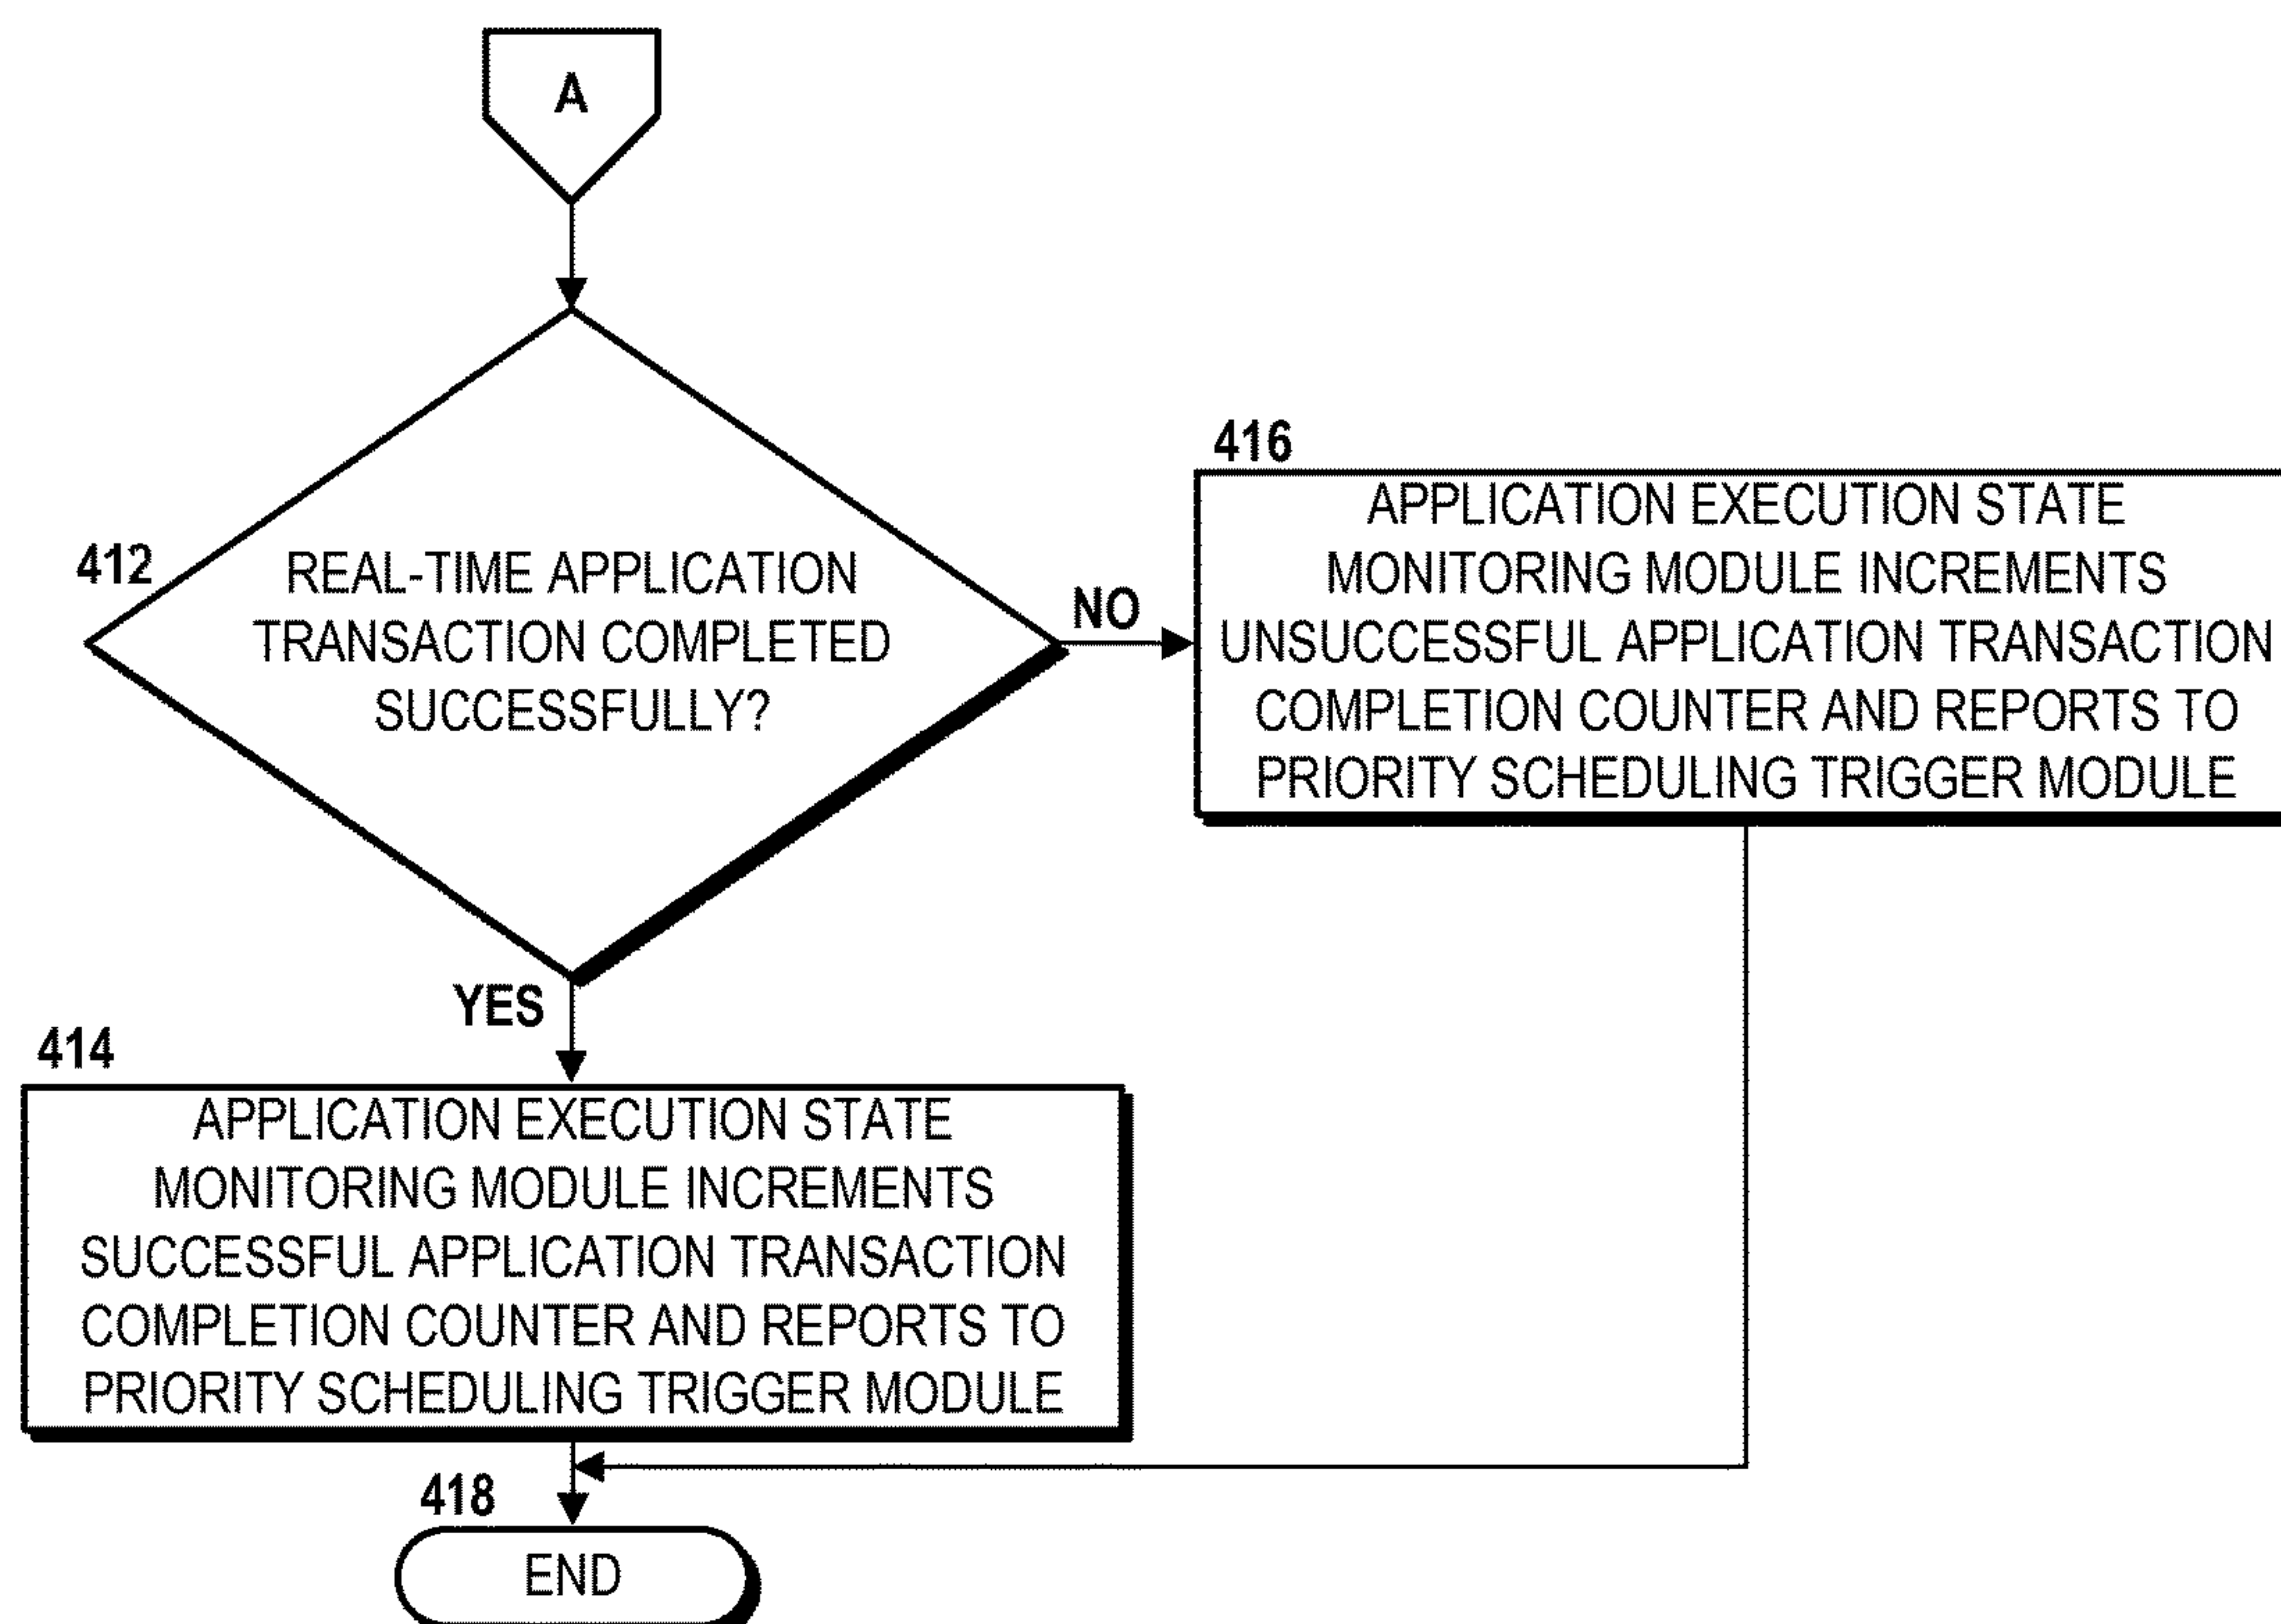 A
412
REAL-TIME APPLICATION
TRANSACTION COMPLETED
SUCCESSFULLY?
NO
416
APPLICATION EXECUTION STATE
MONITORING MODULE INCREMENTS
UNSUCCESSFUL APPLICATION TRANSACTION
COMPLETION COUNTER AND REPORTS TO
PRIORITY SCHEDULING TRIGGER MODULE
YES
414
APPLICATION EXECUTION STATE
MONITORING MODULE INCREMENTS
SUCCESSFUL APPLICATION TRANSACTION
COMPLETION COUNTER AND REPORTS TO
PRIORITY SCHEDULING TRIGGER MODULE
418
END